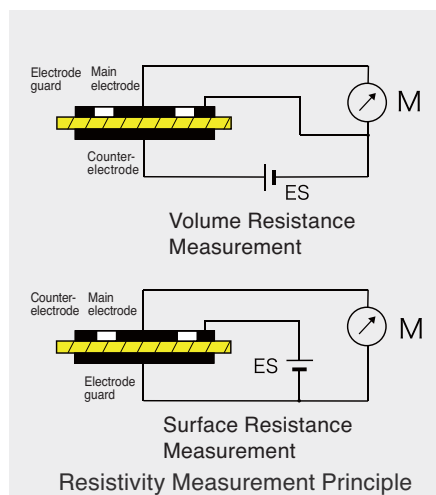 Electrode Main
guard electrode
M
Counter-
electrode
ES
Volume Resistance
Measurement
Counter- Main
electrode electrode
M
ES
Electrode
guard
Surface Resistance
Measurement
Resistivity Measurement Principle